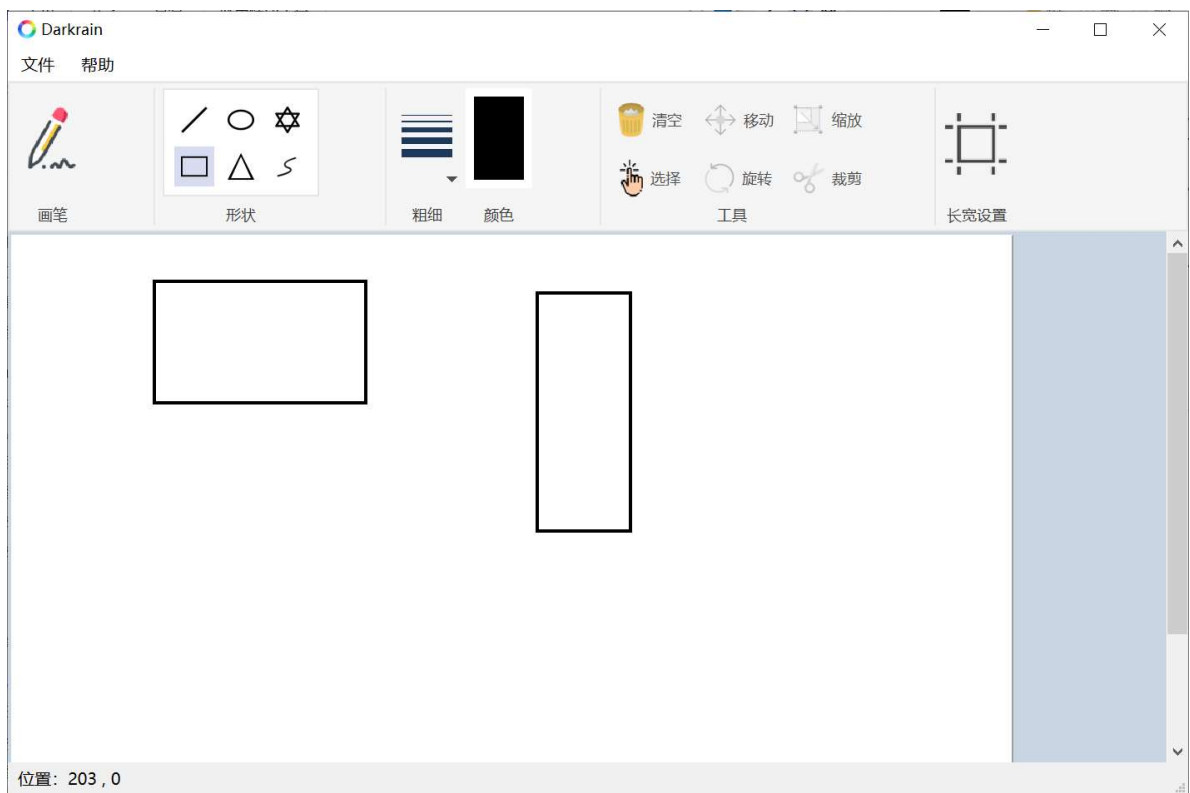 Darkrain
文件 帮助
清空 移动 缩放
选择 旋转 裁剪
画笔 形状 粗细 颜色 工具 长宽设置
位置: 203 , 0